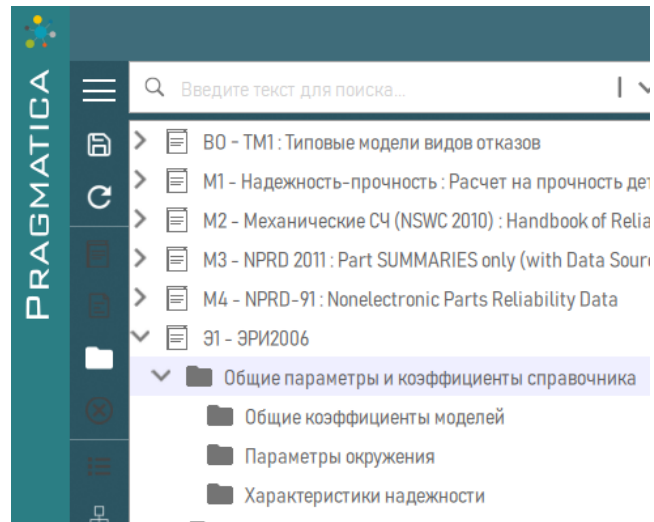 PRAGMATICA
Введите текст для поиска...
ВО - ТМ1 : Типовые модели видов отказов
М1 - Надежность-прочность : Расчет на прочность дет
М2 - Механические СЧ (NSWC 2010) : Handbook of Relia
М3 - NPRD 2011 : Part SUMMARIES only (with Data Sour
М4 - NPRD-91 : Nonelectronic Parts Reliability Data
Э1 - ЭРИ2006
Общие параметры и коэффициенты справочника
Общие коэффициенты моделей
Параметры окружения
Характеристики надежности